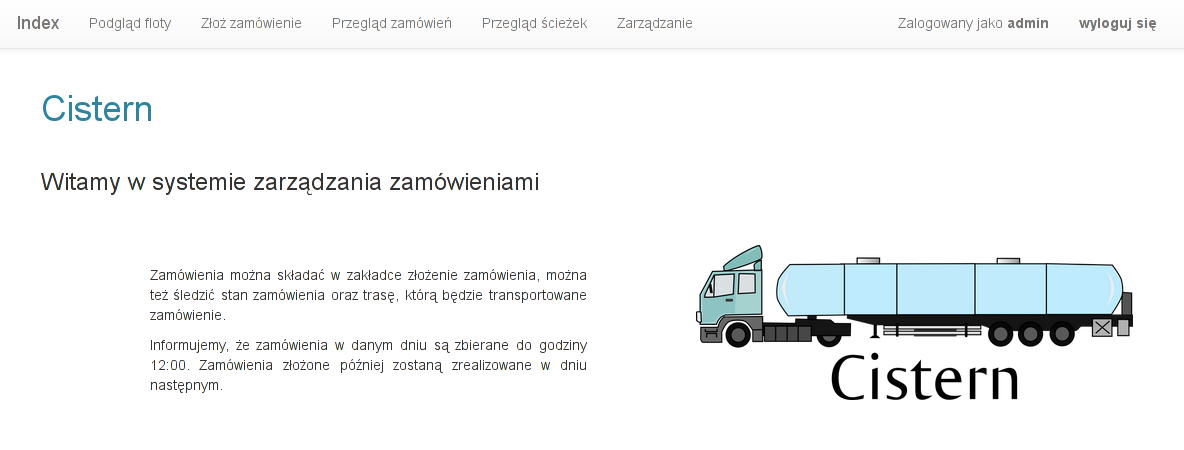 Index Podgląd floty Złoż zamówienie Przegląd zamówień Przegląd ścieżek Zarządzanie Zalogowany jako admin wyloguj się
Cistern
Witamy w systemie zarządzania zamówieniami
Zamówienia można składać w zakładce złożenie zamówienia, można
też śledzić stan zamówienia oraz trasę, którą będzie transportowane
zamówienie.
Informujemy, że zamówienia w danym dniu są zbierane do godziny
12:00. Zamówienia złożone później zostaną zrealizowane w dniu
następnym.
Cistern